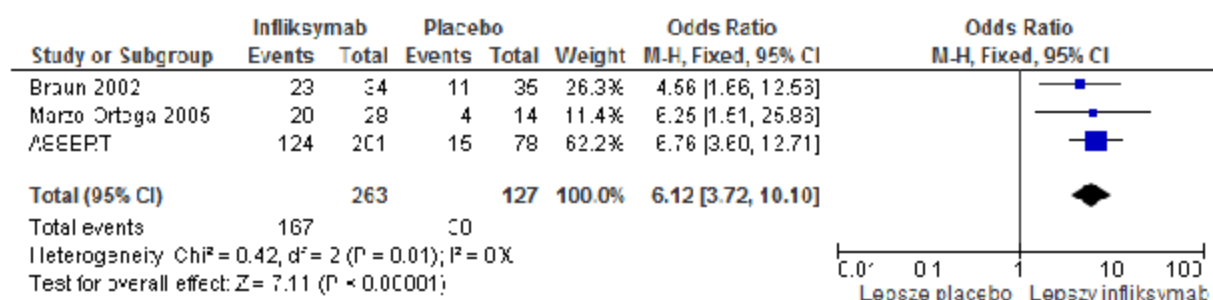 Infliksymab Placebo Odds Ratio Odds Ratio
Study or Subgroup Events Total Events Total Weight M-H, Fixed, 95% CI M-H, Fixed, 95% CI
Braun 2002 23 34 11 35 26.3% 4.56 [1.66, 12.56]
Marzo Ortega 2005 20 28 4 14 11.4% 6.25 [1.51, 25.86]
ASSERT 124 201 15 78 62.2% 6.76 [3.60, 12.71]
Total (95% CI) 263 127 100.0% 6.12 [3.72, 10.10]
Total events 167 30
Heterogeneity: Chi² = 0.42, df = 2 (P = 0.81); I² = 0%
Test for overall effect: Z = 7.11 (P < 0.00001)
0.01 0.1 1 10 100
Lepsze placebo Lepszy infliksymab